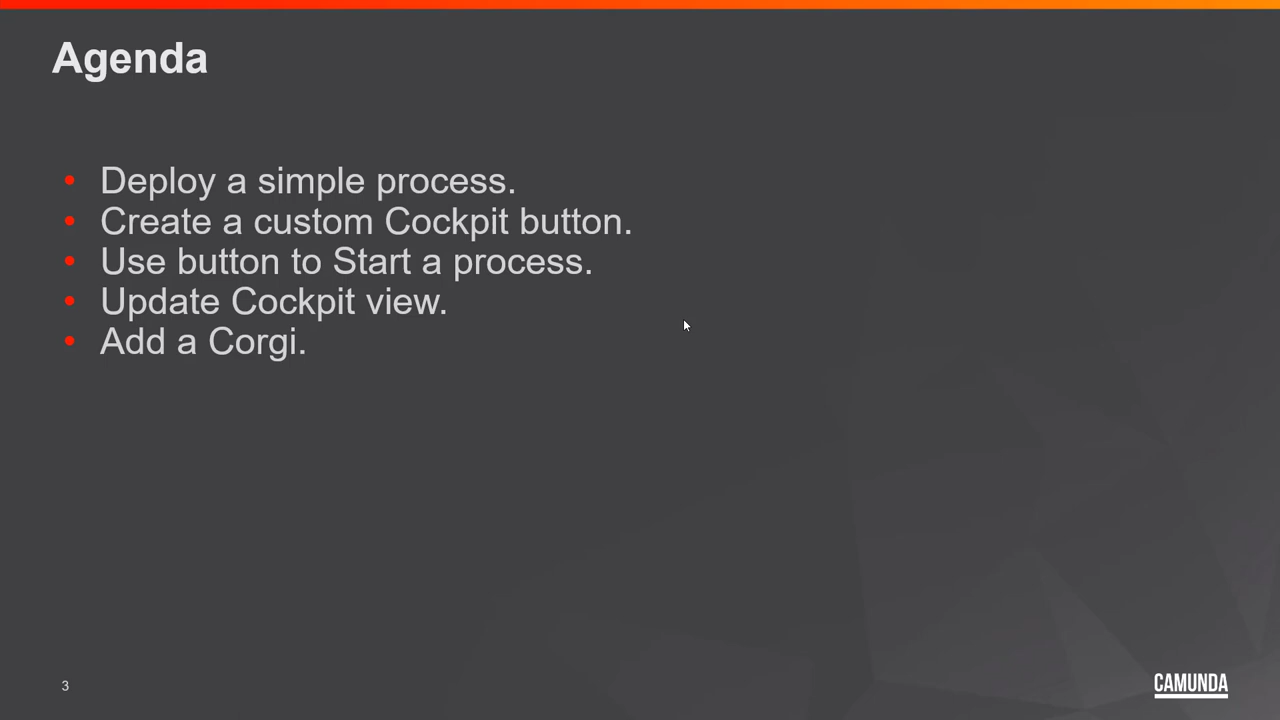 Agenda
• Deploy a simple process.
• Create a custom Cockpit button.
• Use button to Start a process.
• Update Cockpit view.
• Add a Corgi.
3
CAMUNDA